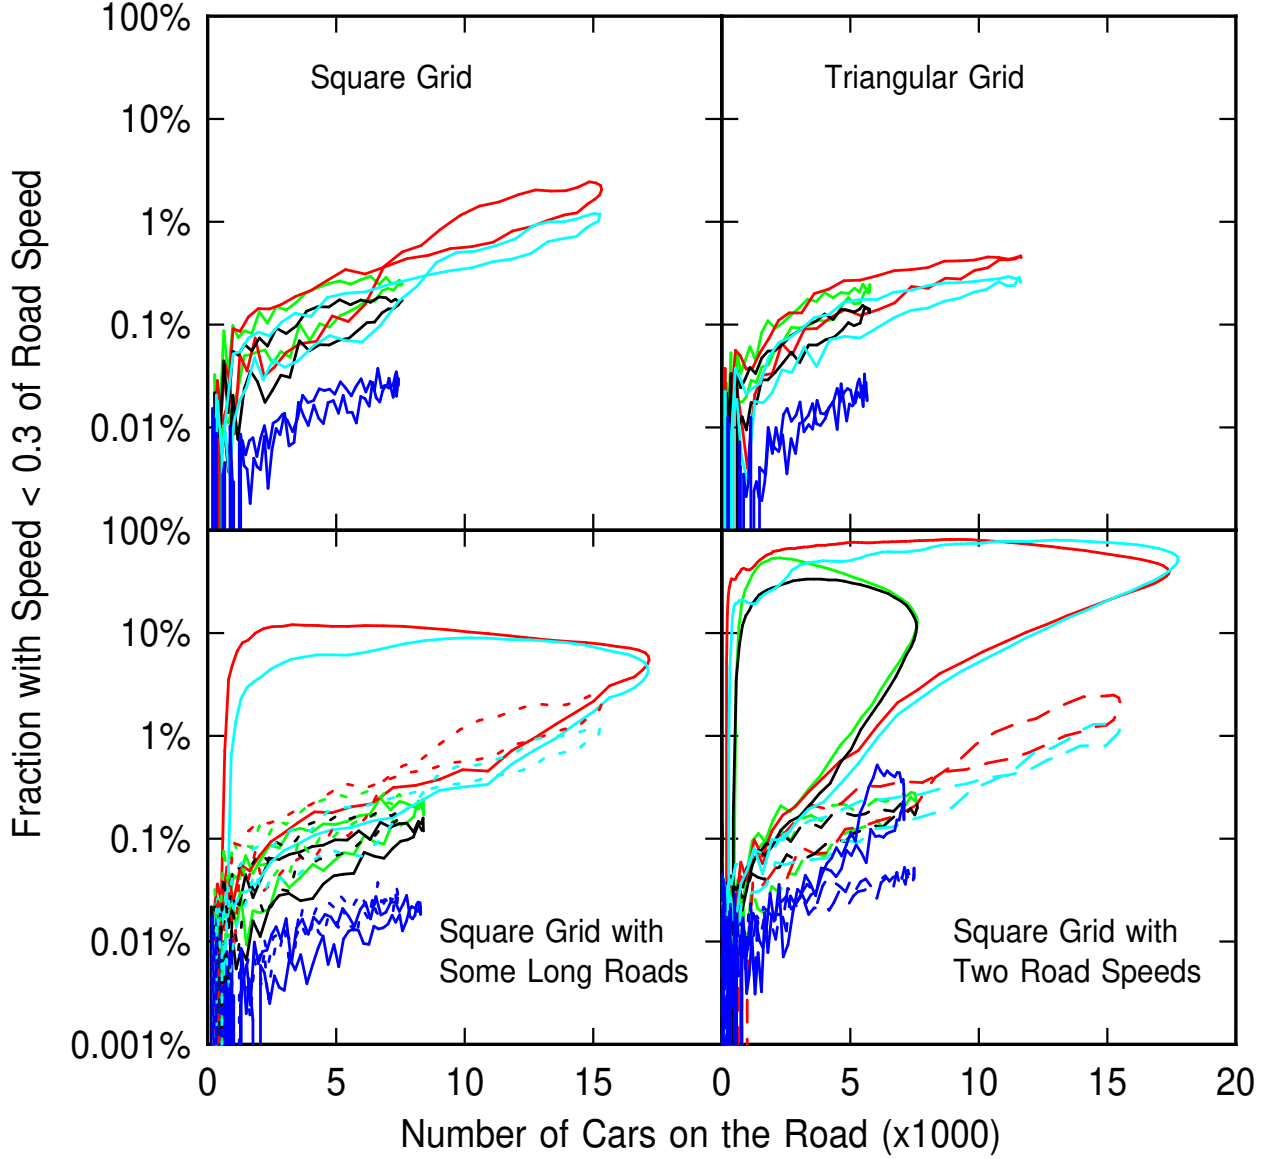 100%
Square Grid
Triangular Grid
10%
1%
0.1%
0.01%
100%
10%
1%
0.1%
0.01%
0.001%
Fraction with Speed < 0.3 of Road Speed
Square Grid with
Some Long Roads
Square Grid with
Two Road Speeds
0 5 10 15 0 5 10 15 20
Number of Cars on the Road (x1000)